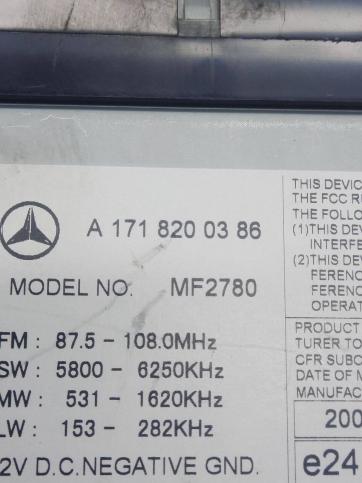 A 171 820 03 86
MODEL NO. MF2780
FM : 87.5 - 108.0MHz
SW : 5800 - 6250KHz
MW : 531 - 1620KHz
LW : 153 - 282KHz
2V D.C.NEGATIVE GND.
THIS DEVIC
THE FCC RU
THE FOLLO
(1)THIS DEV
INTERFE
(2)THIS DE
FERENC
FERENC
OPERAT
PRODUCT
TURER TO
CFR SUBC
DATE OF M
MANUFAC
200
e24